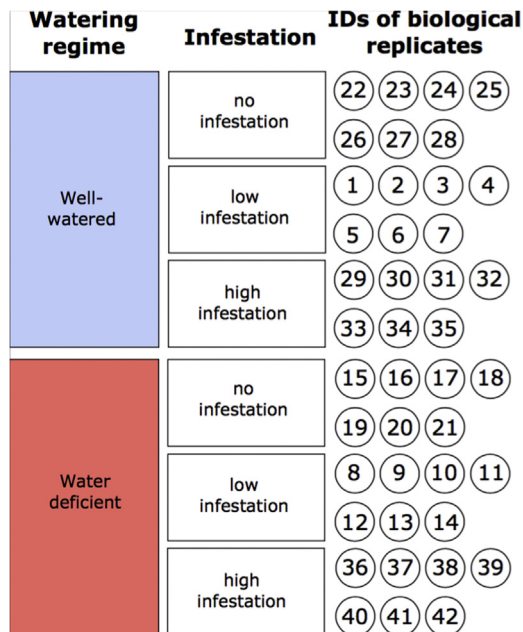 Watering regime
Infestation
IDs of biological replicates
Well-watered
no infestation
22 23 24 25
26 27 28
low infestation
1 2 3 4
5 6 7
high infestation
29 30 31 32
33 34 35
Water deficient
no infestation
15 16 17 18
19 20 21
low infestation
8 9 10 11
12 13 14
high infestation
36 37 38 39
40 41 42